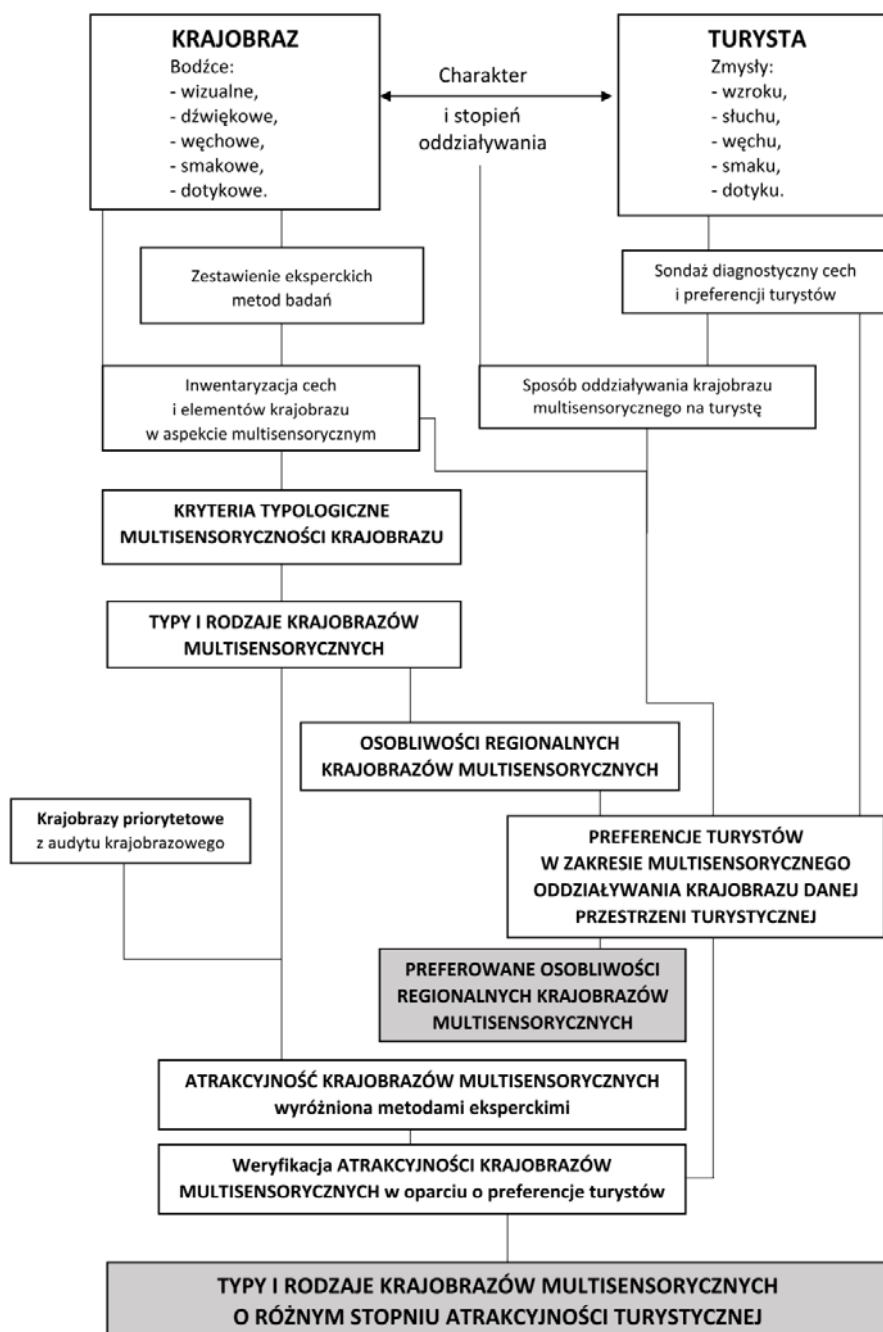 KRAJOBRAZ
Bodźce:
- wizualne,
- dźwiękowe,
- węchowe,
- smakowe,
- dotykowe.
Charakter
i stopień
oddziaływania
TURYSTA
Zmysły:
- wzroku,
- słuchu,
- węchu,
- smaku,
- dotyku.
Zestawienie eksperckich
metod badań
Sondaż diagnostyczny cech
i preferencji turystów
Inwentaryzacja cech
i elementów krajobrazu
w aspekcie multisensorycznym
Sposób oddziaływania krajobrazu
multisensorycznego na turystę
KRYTERIA TYPOLOGICZNE
MULTISENSORYCZNOŚCI KRAJOBRAZU
TYPY I RODZAJE KRAJOBRAZÓW
MULTISENSORYCZNYCH
OSOBLIWOŚCI REGIONALNYCH
KRAJOBRAZÓW MULTISENSORYCZNYCH
Krajobrazy priorytetowe
z audytu krajobrazowego
PREFERENCJE TURYSTÓW
W ZAKRESIE MULTISENSORYCZNEGO
ODDZIAŁYWANIA KRAJOBRAZU DANEJ
PRZESTRZENI TURYSTYCZNEJ
PREFEROWANE OSOBLIWOŚCI
REGIONALNYCH KRAJOBRAZÓW
MULTISENSORYCZNYCH
ATRAKCYJNOŚĆ KRAJOBRAZÓW MULTISENSORYCZNYCH
wyróżniona metodami eksperckimi
Weryfikacja ATRAKCYJNOŚCI KRAJOBRAZÓW
MULTISENSORYCZNYCH w oparciu o preferencje turystów
TYPY I RODZAJE KRAJOBRAZÓW MULTISENSORYCZNYCH
O RÓŻNYM STOPNIU ATRAKCYJNOŚCI TURYSTYCZNEJ